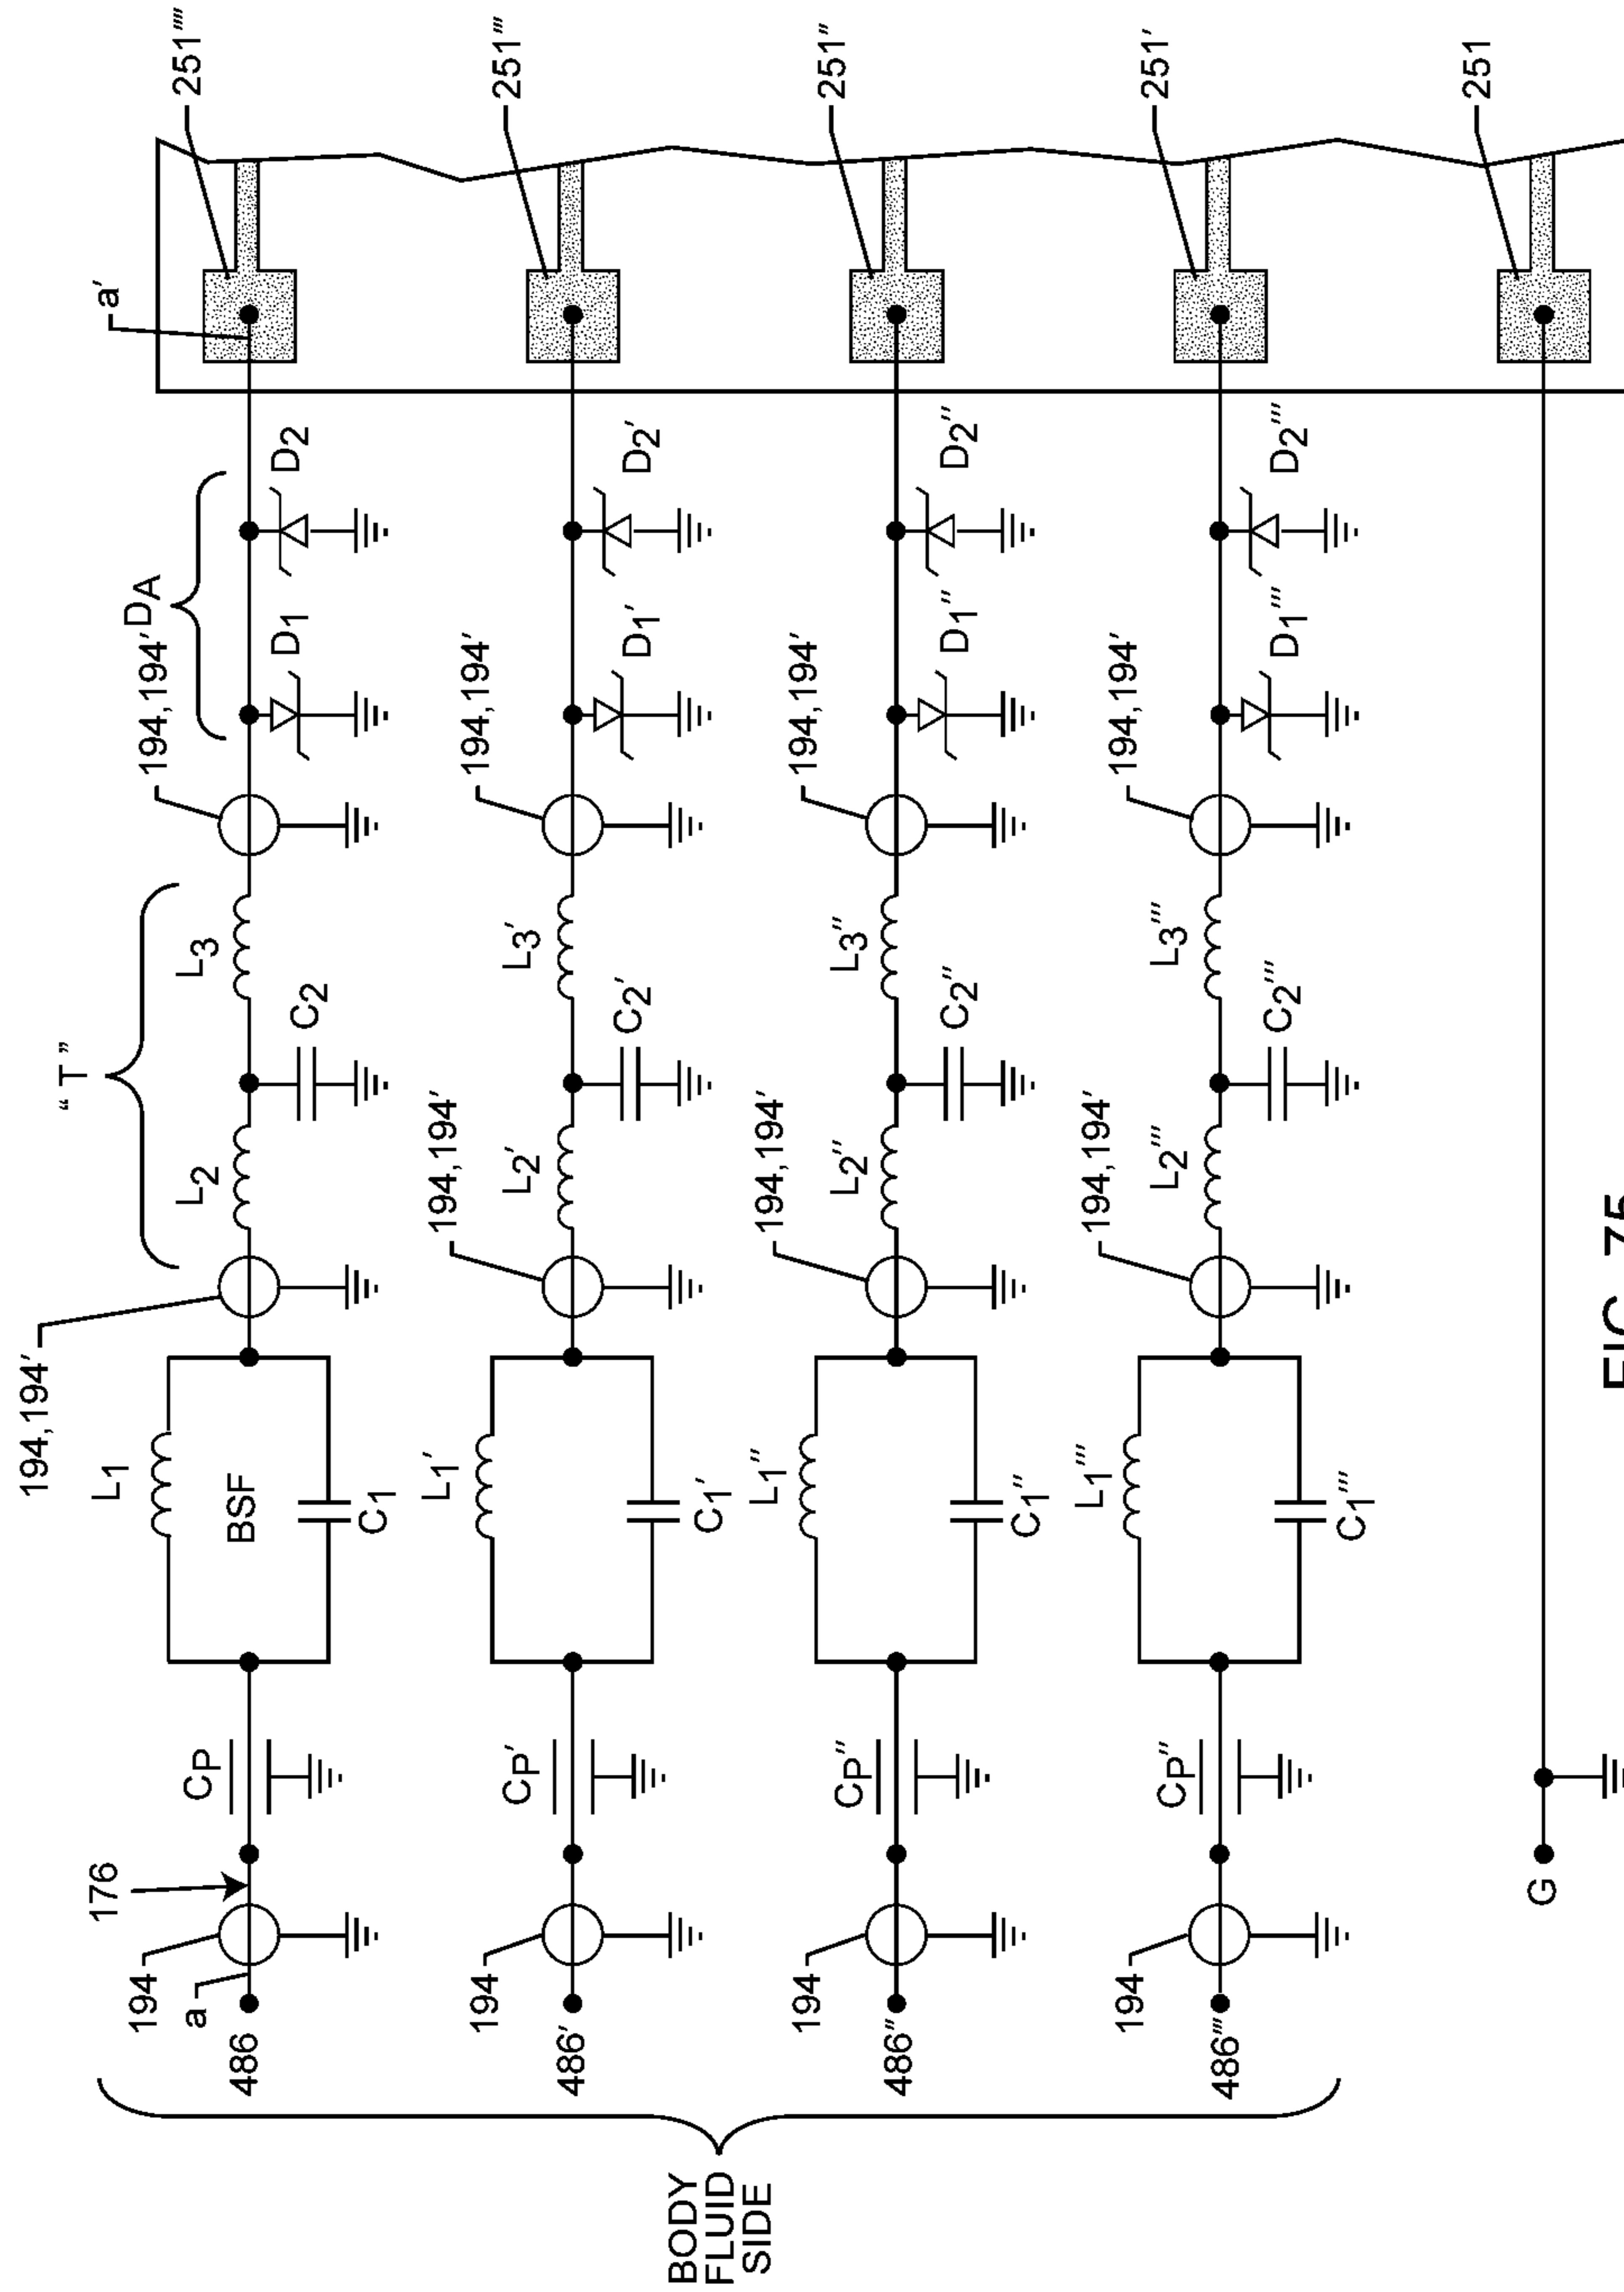 194,194′
L1
BSF
C1
CP
176
194
a
486
"T"
L2
C2
L3
194,194′
DA
D1
D2
a′
251′′′′
194
486′
CP′
L1′
C1′
194,194′
L2′
C2′
L3′
194,194′
D1′
D2′
251′′′
194
486′′
CP′′
L1′′
C1′′
194,194′
L2′′
C2′′
L3′′
194,194′
D1′′
D2′′
251′′
194
486′′′
CP′′
L1′′′
C1′′′
194,194′
L2′′′
C2′′′
L3′′′
194,194′
D1′′′
D2′′′
251′
BODY
FLUID
SIDE
G
251
FIG. 75